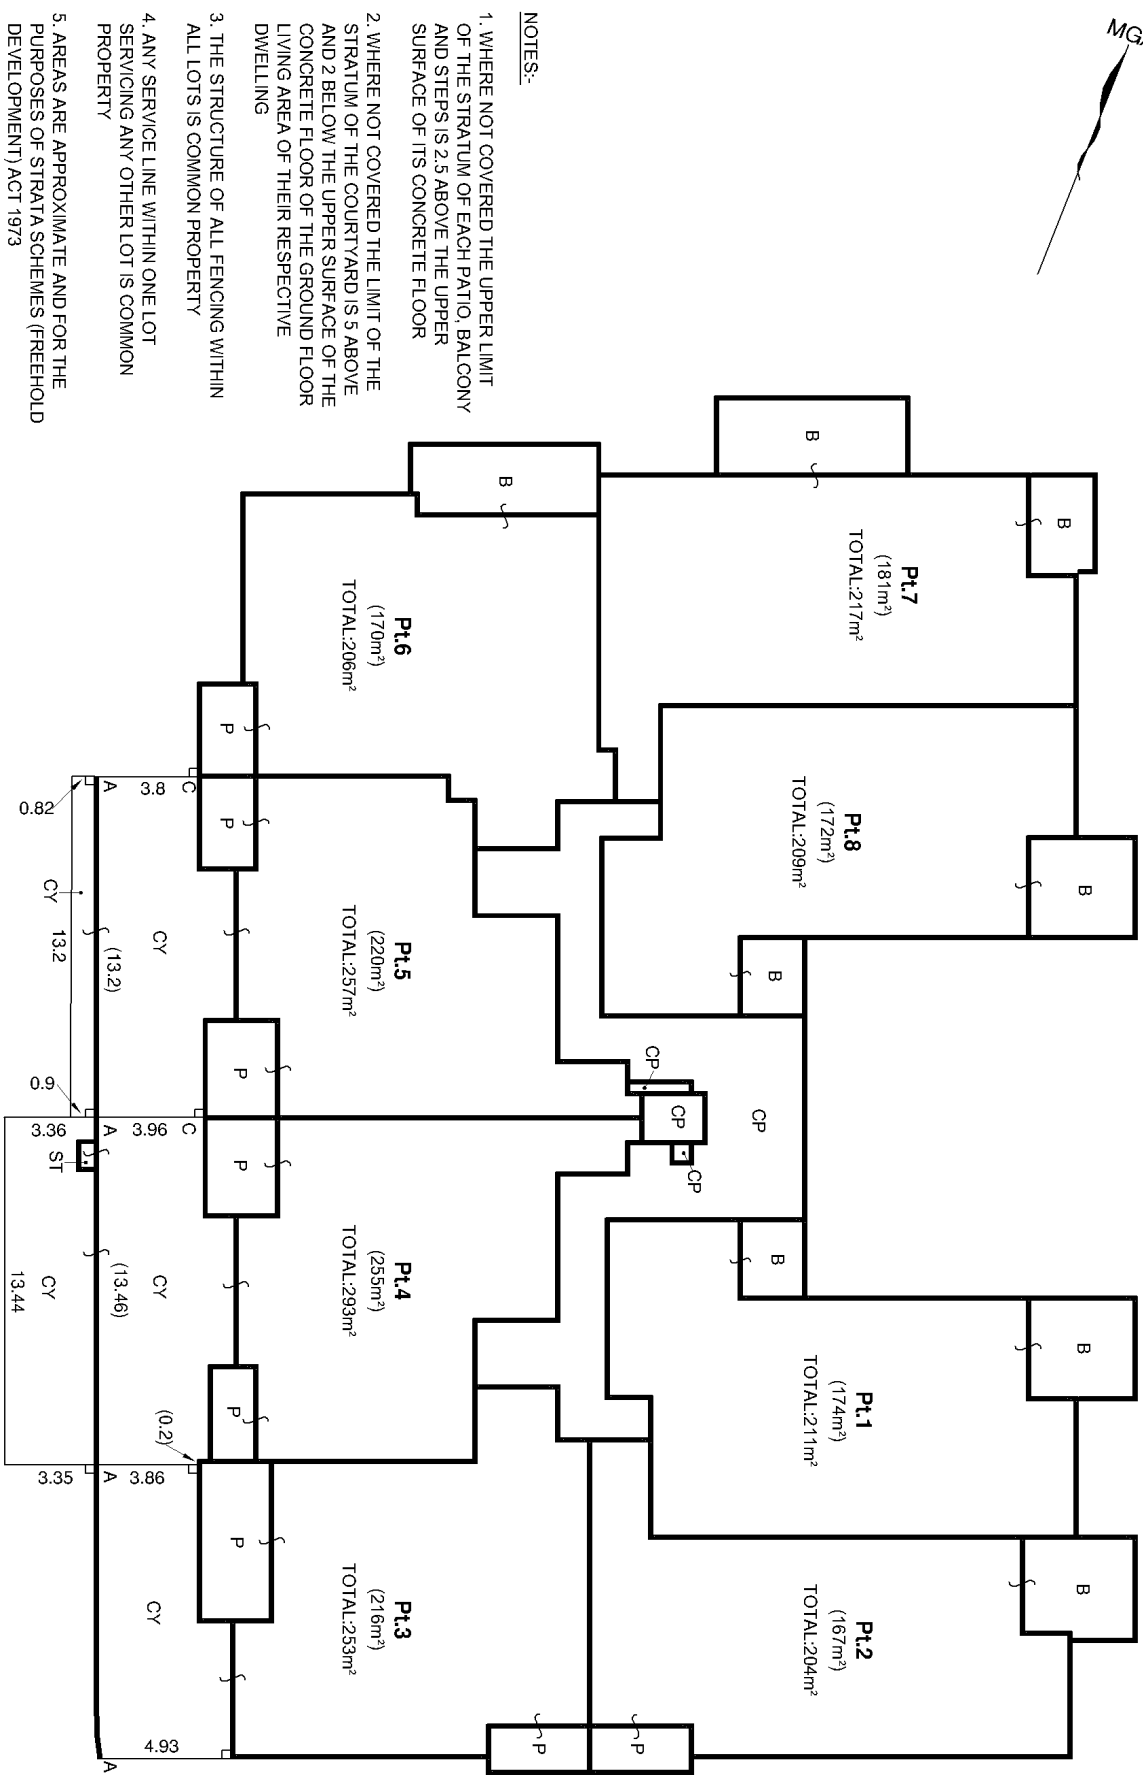 MGA
NOTES:-
1. WHERE NOT COVERED THE UPPER LIMIT
OF THE STRATUM OF EACH PATIO, BALCONY
AND STEPS IS 2.5 ABOVE THE UPPER
SURFACE OF ITS CONCRETE FLOOR
2. WHERE NOT COVERED THE LIMIT OF THE
STRATUM OF THE COURTYARD IS 5 ABOVE
AND 2 BELOW THE UPPER SURFACE OF THE
CONCRETE FLOOR OF THE GROUND FLOOR
LIVING AREA OF THEIR RESPECTIVE
DWELLING
3. THE STRUCTURE OF ALL FENCING WITHIN
ALL LOTS IS COMMON PROPERTY
4. ANY SERVICE LINE WITHIN ONE LOT
SERVICING ANY OTHER LOT IS COMMON
PROPERTY
5. AREAS ARE APPROXIMATE AND FOR THE
PURPOSES OF STRATA SCHEMES (FREEHOLD
DEVELOPMENT) ACT 1973
B
B
B
B
B
B
B
B
B
Pt.7
(181m²)
TOTAL:217m²
Pt.8
(172m²)
TOTAL:209m²
Pt.1
(174m²)
TOTAL:211m²
Pt.2
(167m²)
TOTAL:204m²
CP
CP
CP
CP
Pt.6
(170m²)
TOTAL:206m²
Pt.5
(220m²)
TOTAL:257m²
Pt.4
(255m²)
TOTAL:293m²
Pt.3
(216m²)
TOTAL:253m²
P
P
P
P
P
P
P
P
(0.2)
C
C
3.8
3.96
3.86
4.93
CY
CY
CY
A
A
A
A
(13.2)
(13.46)
0.82
CY
13.2
0.9
3.36
ST
CY
13.44
3.35